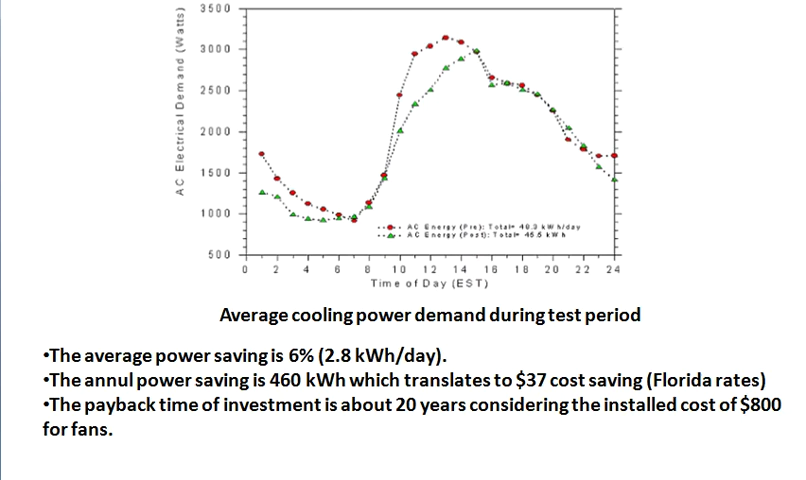 3500
3000
2500
2000
1500
1000
500
AC Electrical Demand (Watts)
AC Energy (Pre): Total= 48.3 kWh/day
AC Energy (Post): Total= 45.5 kWh
0 2 4 6 8 10 12 14 16 18 20 22 24
Time of Day (EST)
Average cooling power demand during test period
•The average power saving is 6% (2.8 kWh/day).
•The annul power saving is 460 kWh which translates to $37 cost saving (Florida rates)
•The payback time of investment is about 20 years considering the installed cost of $800
for fans.